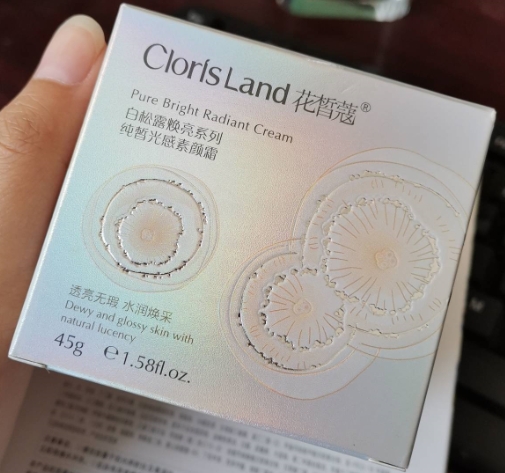 Cloris Land 花皙蔻®
Pure Bright Radiant Cream
白松露焕亮系列
纯皙光感素颜霜
透亮无瑕 水润焕采
Dewy and glossy skin with
natural lucency
45g ℮1.58fl.oz.